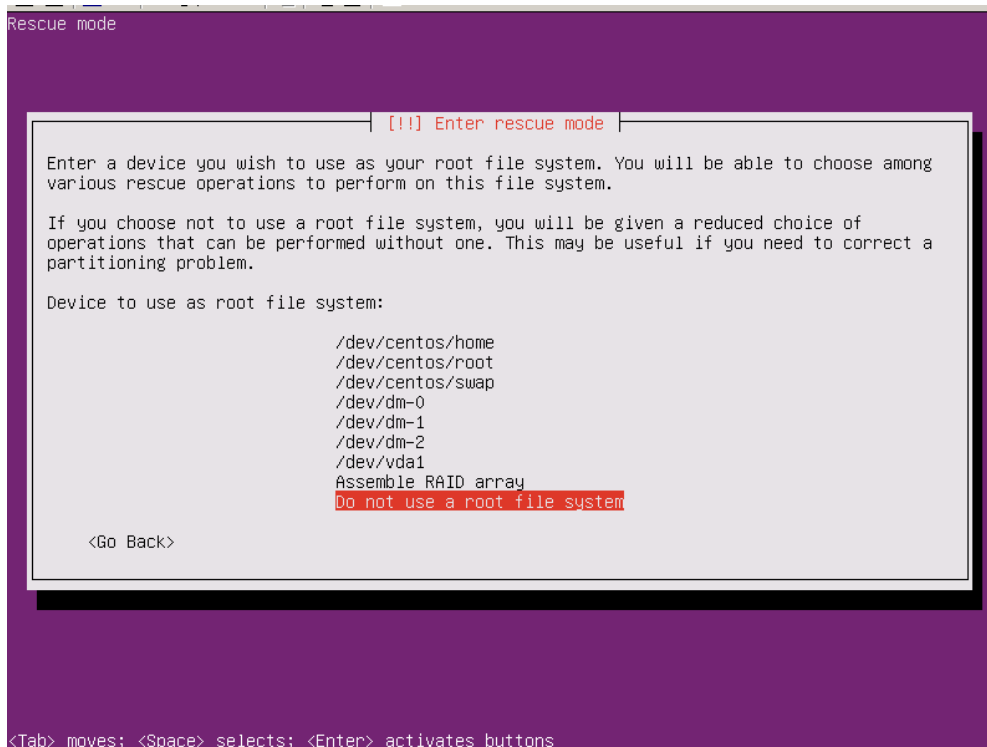 Rescue mode
[!!] Enter rescue mode
Enter a device you wish to use as your root file system. You will be able to choose among
various rescue operations to perform on this file system.
If you choose not to use a root file system, you will be given a reduced choice of
operations that can be performed without one. This may be useful if you need to correct a
partitioning problem.
Device to use as root file system:
/dev/centos/home
/dev/centos/root
/dev/centos/swap
/dev/dm-0
/dev/dm-1
/dev/dm-2
/dev/vda1
Assemble RAID array
Do not use a root file system
<Go Back>
<Tab> moves; <Space> selects; <Enter> activates buttons